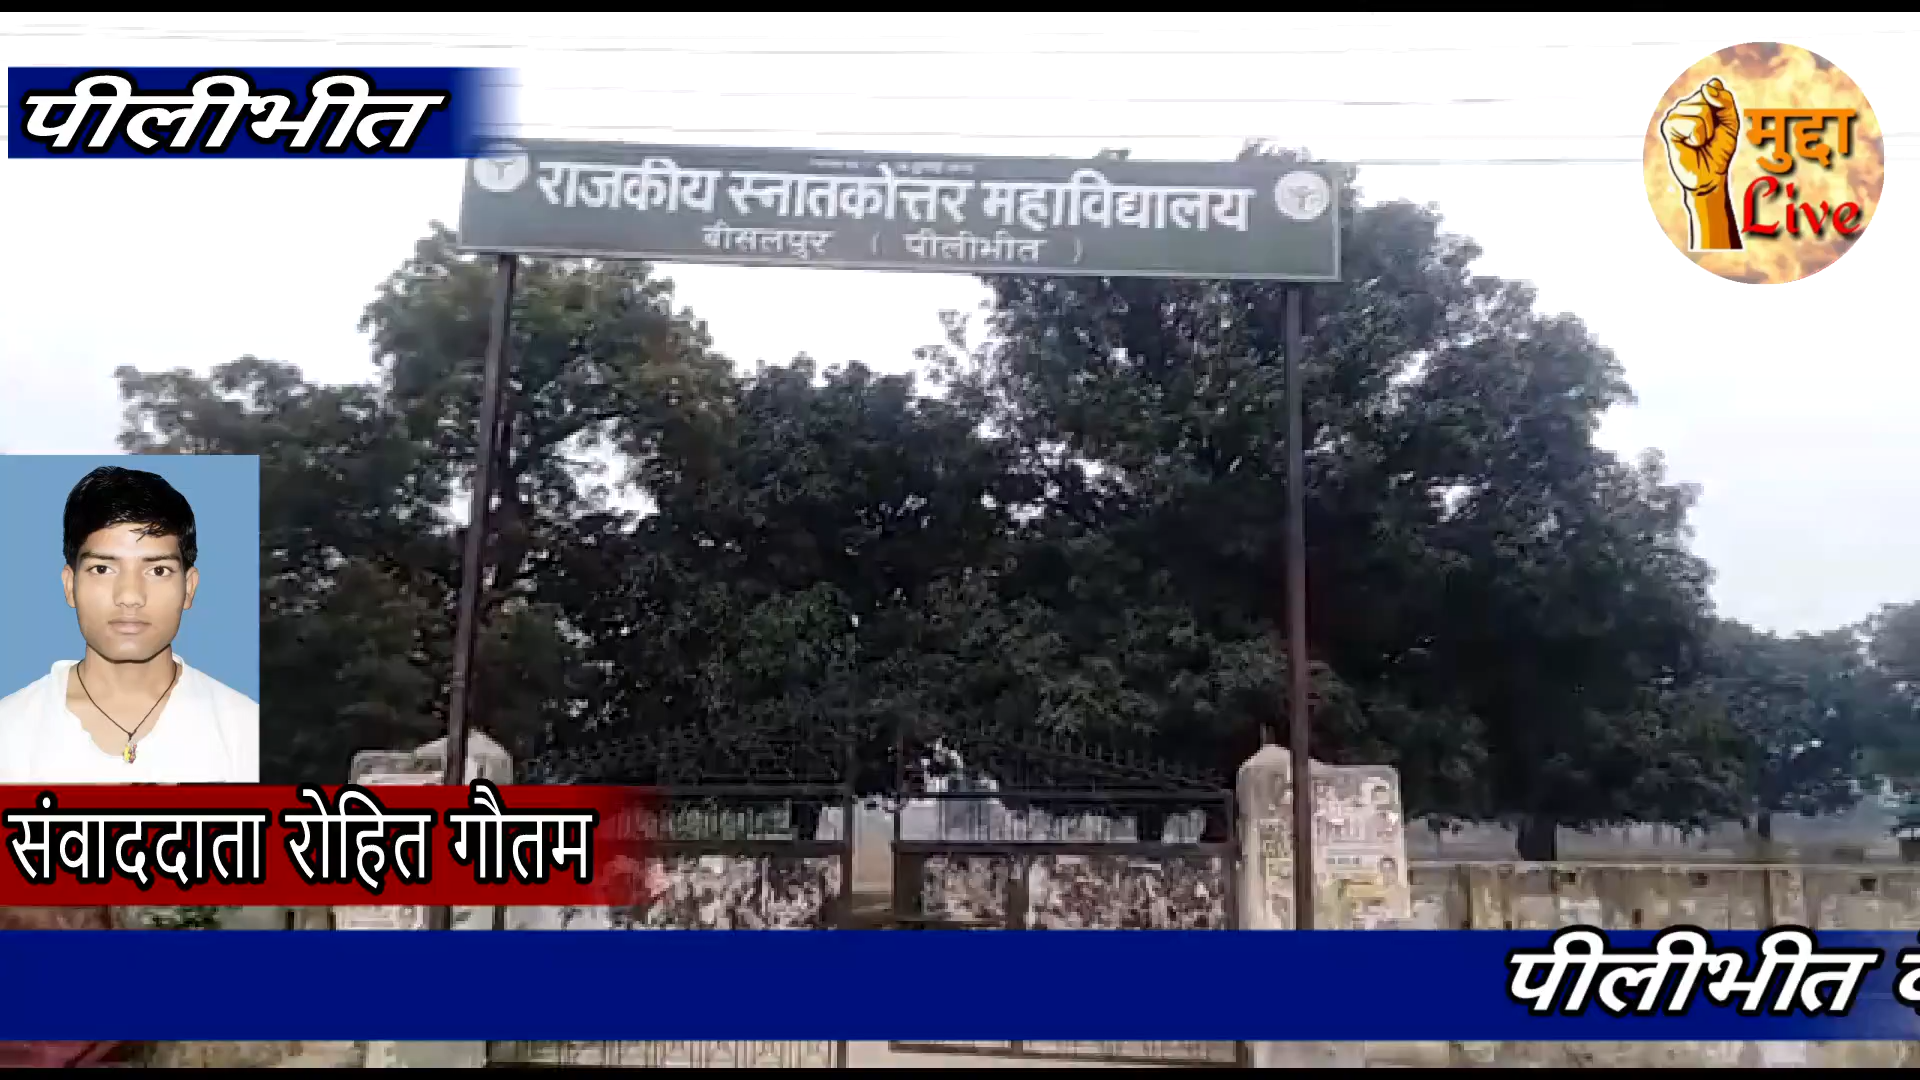 पीलीभीत
मुद्दा
Live
राजकीय स्नातकोत्तर महाविद्यालय
बीसलपुर ( पीलीभीत )
संवाददाता रोहित गौतम
पीलीभीत